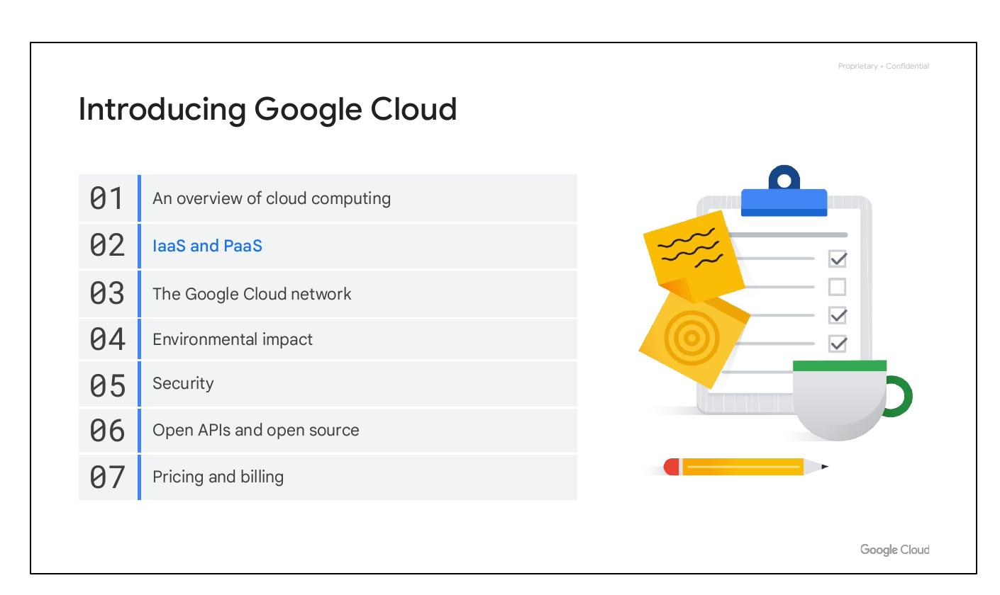 Proprietary + Confidential
Introducing Google Cloud
01 An overview of cloud computing
02 IaaS and PaaS
03 The Google Cloud network
04 Environmental impact
05 Security
06 Open APIs and open source
07 Pricing and billing
Google Cloud